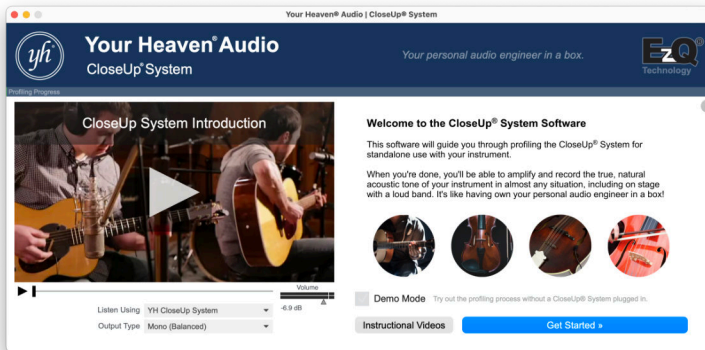 Your Heaven® Audio | CloseUp® System
yh®
Your Heaven® Audio
CloseUp® System
Your personal audio engineer in a box.
EzQ®
Technology
Profiling Progress
CloseUp System Introduction
Welcome to the CloseUp® System Software
This software will guide you through profiling the CloseUp® System for
standalone use with your instrument.
When you're done, you'll be able to amplify and record the true, natural
acoustic tone of your instrument in almost any situation, including on stage
with a loud band. It's like having own your personal audio engineer in a box!
Volume
-6.9 dB
Listen Using YH CloseUp System
Output Type Mono (Balanced)
Demo Mode Try out the profiling process without a CloseUp® System plugged in.
Instructional Videos
Get Started »